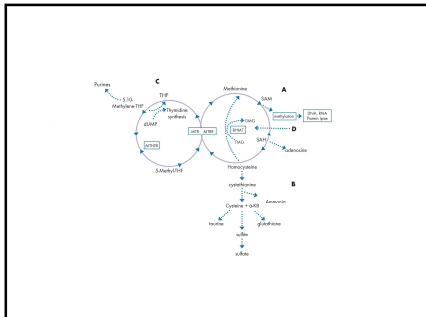 C
A
Purines
THF
Methionine
5,10-
Methylene-THF
Thymidine
synthesis
SAM
dUMP
methylation
DNA, RNA
Protein, lipise
DMG
MTR MTRR
BHMT
D
MTHFR
TMG
SAH
adenosine
5-Methyl-THF
Homocysteine
cystathionine
B
Ammonia
Cysteine + α-KB
taurine
glutathione
sulfite
sulfate